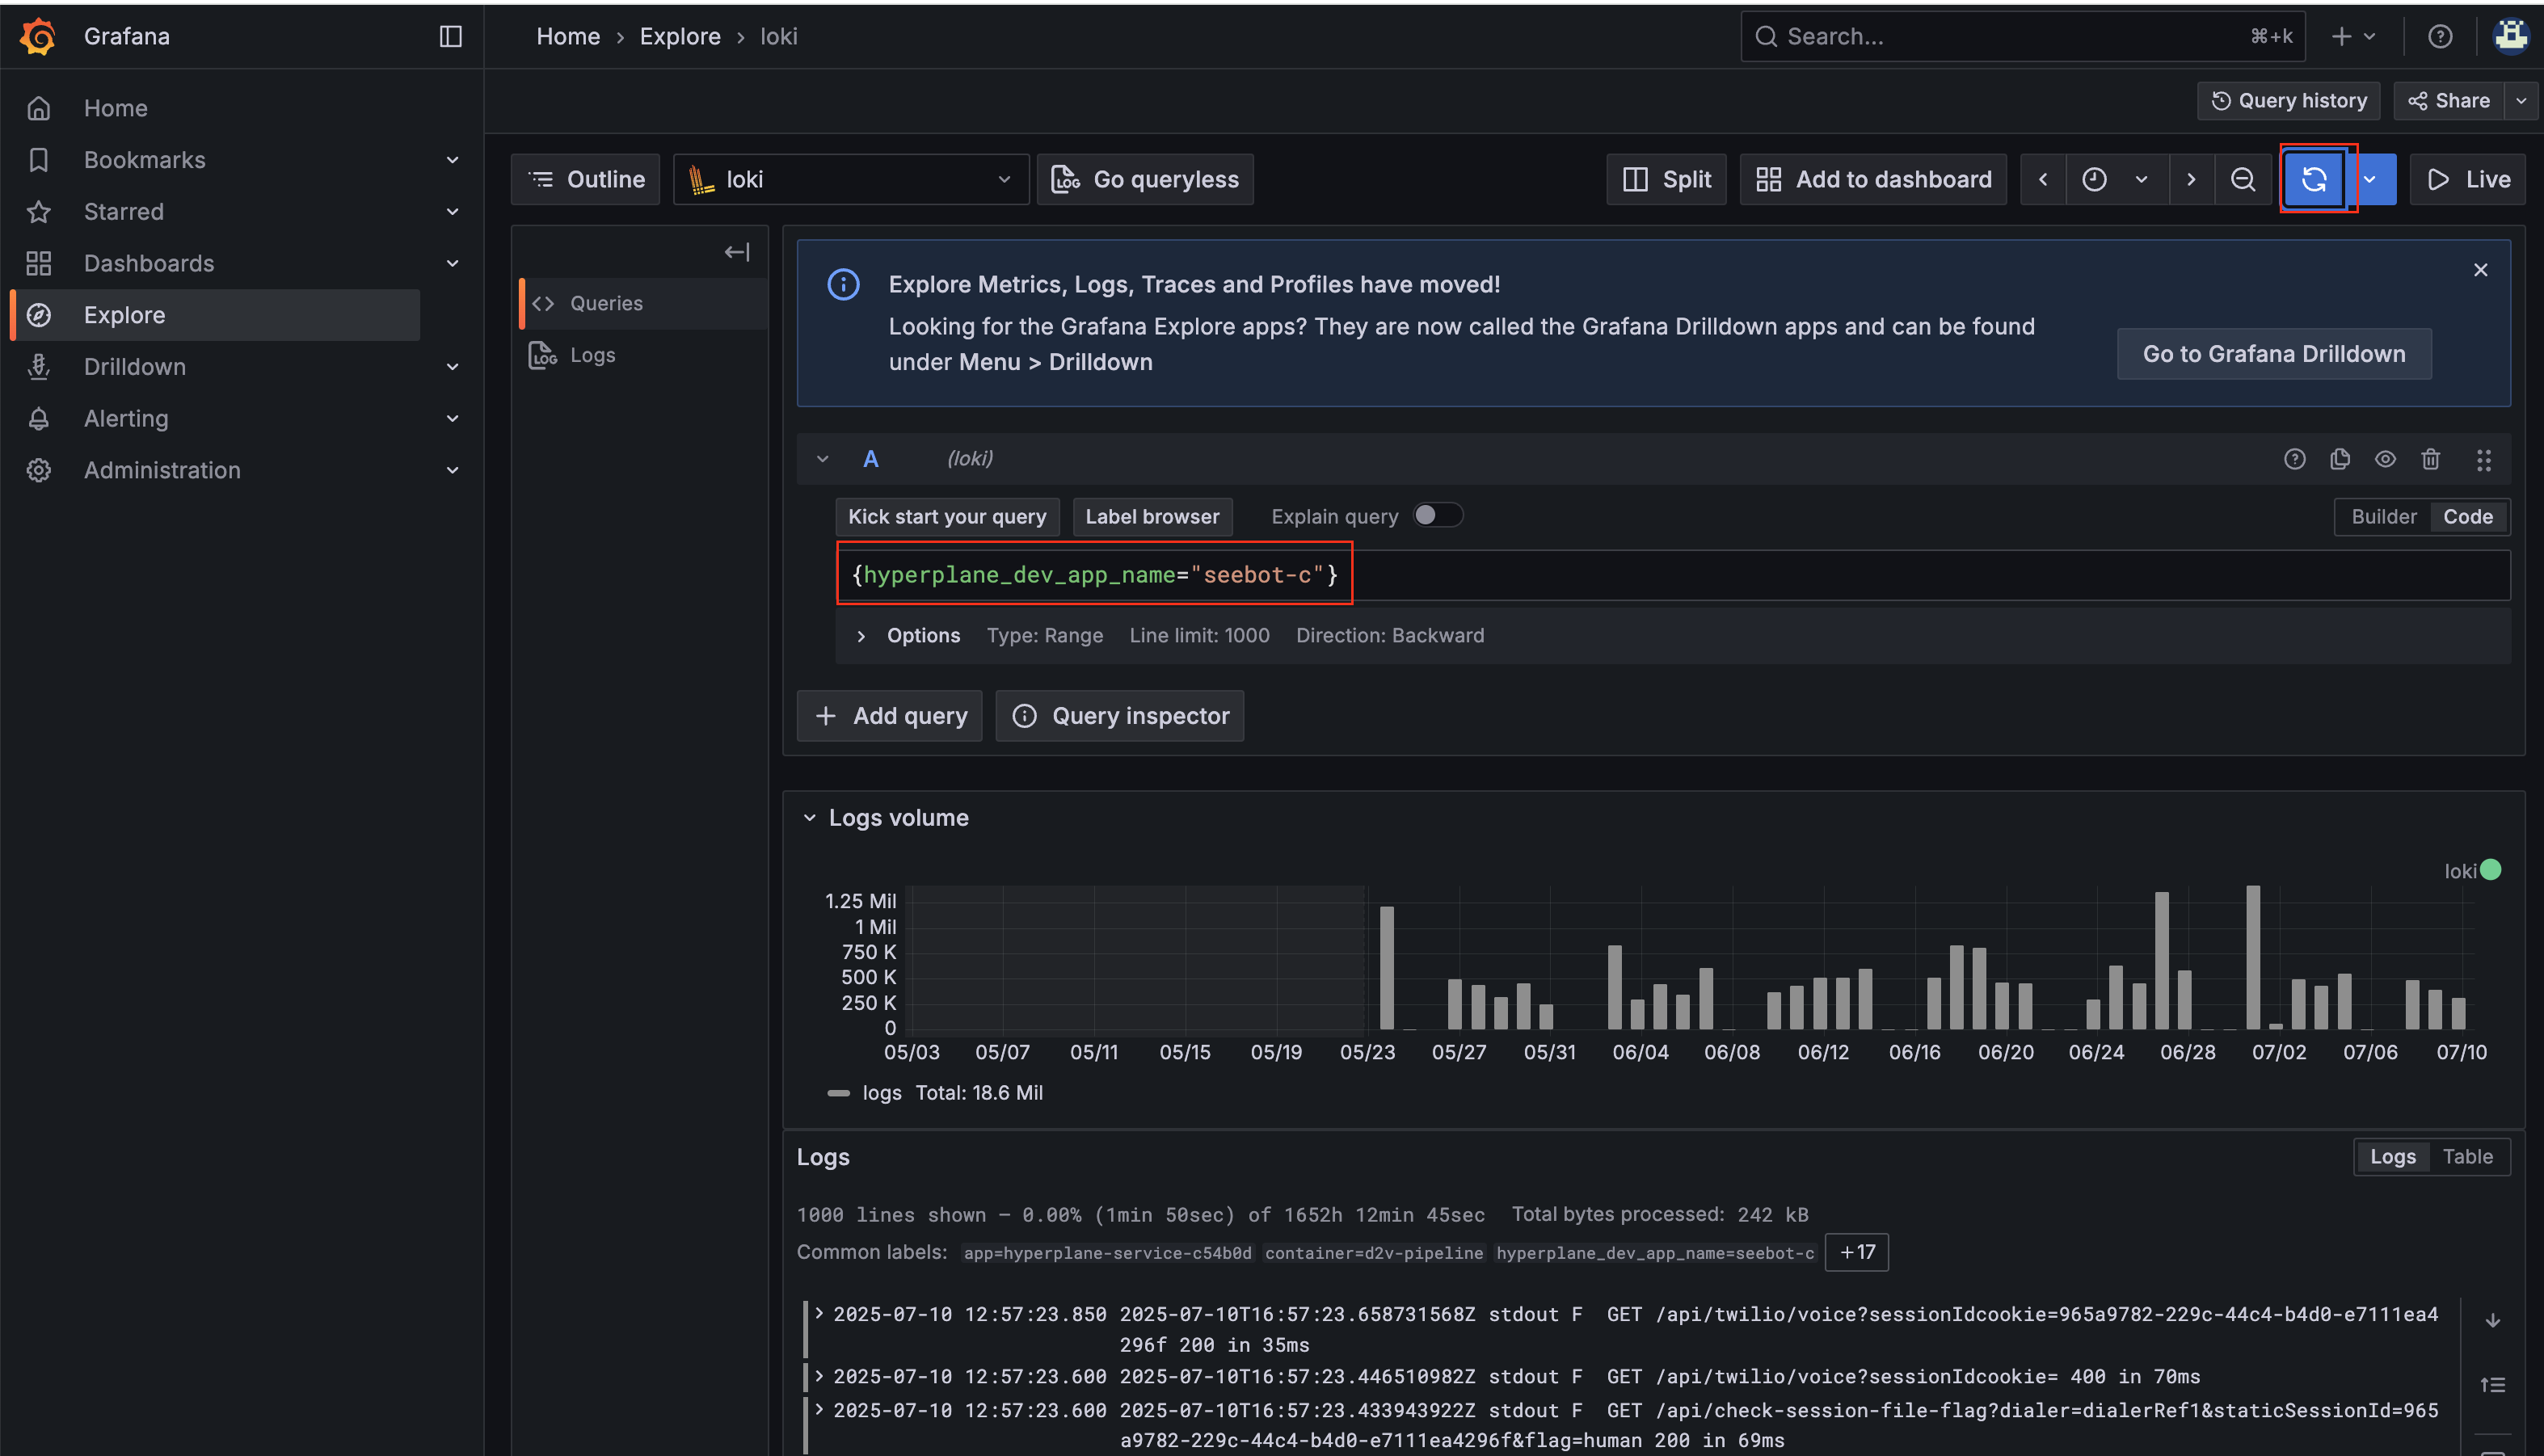 Grafana
Home › Explore › loki
Search...
⌘+k
Home
Bookmarks
Starred
Dashboards
Explore
Drilldown
Alerting
Administration
Query history
Share
Outline
loki
LOG
Go queryless
Split
Add to dashboard
Live
Queries
LOG
Logs
Explore Metrics, Logs, Traces and Profiles have moved!
Looking for the Grafana Explore apps? They are now called the Grafana Drilldown apps and can be found
under Menu > Drilldown
Go to Grafana Drilldown
A
(loki)
Kick start your query
Label browser
Explain query
Builder
Code
{hyperplane_dev_app_name="seebot-c"}
Options
Type: Range
Line limit: 1000
Direction: Backward
+ Add query
Query inspector
Logs volume
loki
1.25 Mil
1 Mil
750 K
500 K
250 K
0
05/03 05/07 05/11 05/15 05/19 05/23 05/27 05/31 06/04 06/08 06/12 06/16 06/20 06/24 06/28 07/02 07/06 07/10
logs Total: 18.6 Mil
Logs
Logs
Table
1000 lines shown — 0.00% (1min 50sec) of 1652h 12min 45sec
Total bytes processed: 242 kB
Common labels: app=hyperplane-service-c54b0d container=d2v-pipeline hyperplane_dev_app_name=seebot-c
+17
2025-07-10 12:57:23.850 2025-07-10T16:57:23.658731568Z stdout F GET /api/twilio/voice?sessionIdcookie=965a9782-229c-44c4-b4d0-e7111ea4
296f 200 in 35ms
2025-07-10 12:57:23.600 2025-07-10T16:57:23.446510982Z stdout F GET /api/twilio/voice?sessionIdcookie= 400 in 70ms
2025-07-10 12:57:23.600 2025-07-10T16:57:23.433943922Z stdout F GET /api/check-session-file-flag?dialer=dialerRef1&staticSessionId=965
a9782-229c-44c4-b4d0-e7111ea4296f&flag=human 200 in 69ms